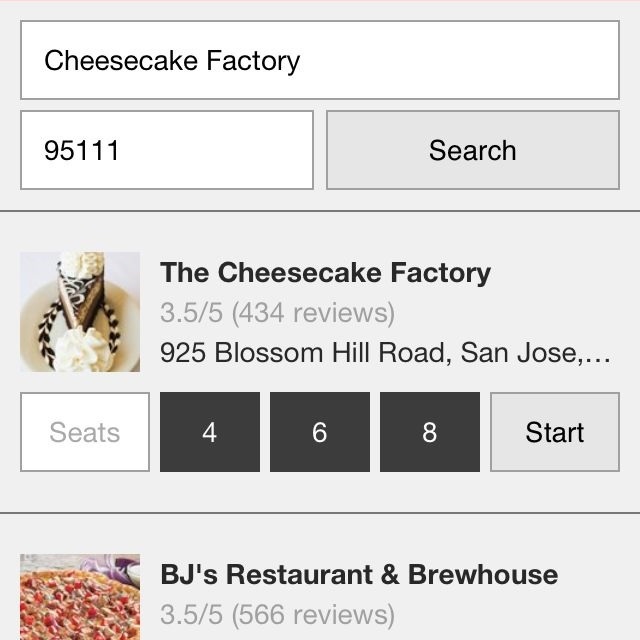 Cheesecake Factory
95111 Search
The Cheesecake Factory
3.5/5 (434 reviews)
925 Blossom Hill Road, San Jose,…
Seats 4 6 8 Start
BJ's Restaurant & Brewhouse
3.5/5 (566 reviews)